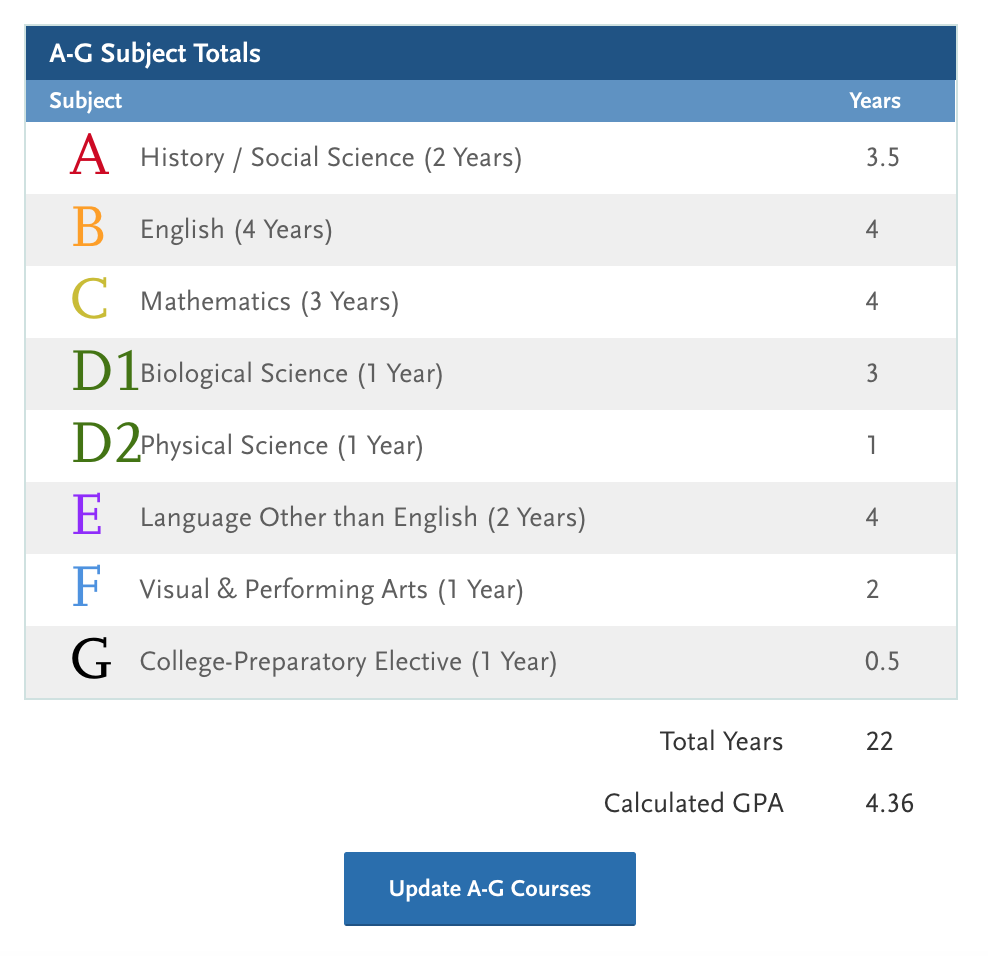 A-G Subject Totals
Subject Years
A History / Social Science (2 Years) 3.5
B English (4 Years) 4
C Mathematics (3 Years) 4
D1 Biological Science (1 Year) 3
D2 Physical Science (1 Year) 1
E Language Other than English (2 Years) 4
F Visual & Performing Arts (1 Year) 2
G College-Preparatory Elective (1 Year) 0.5
Total Years 22
Calculated GPA 4.36
Update A-G Courses